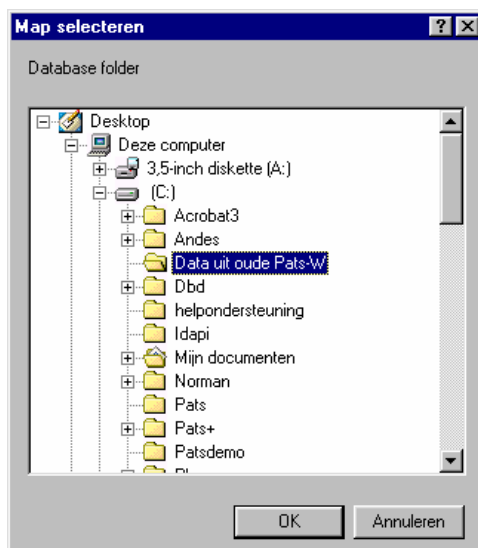 Map selecteren
Database folder
Desktop
Deze computer
3,5-inch diskette (A:)
(C:)
Acrobat3
Andes
Data uit oude Pats-W
Dbd
helpondersteuning
Idapi
Mijn documenten
Norman
Pats
Pats+
Patsdemo
OK Annuleren